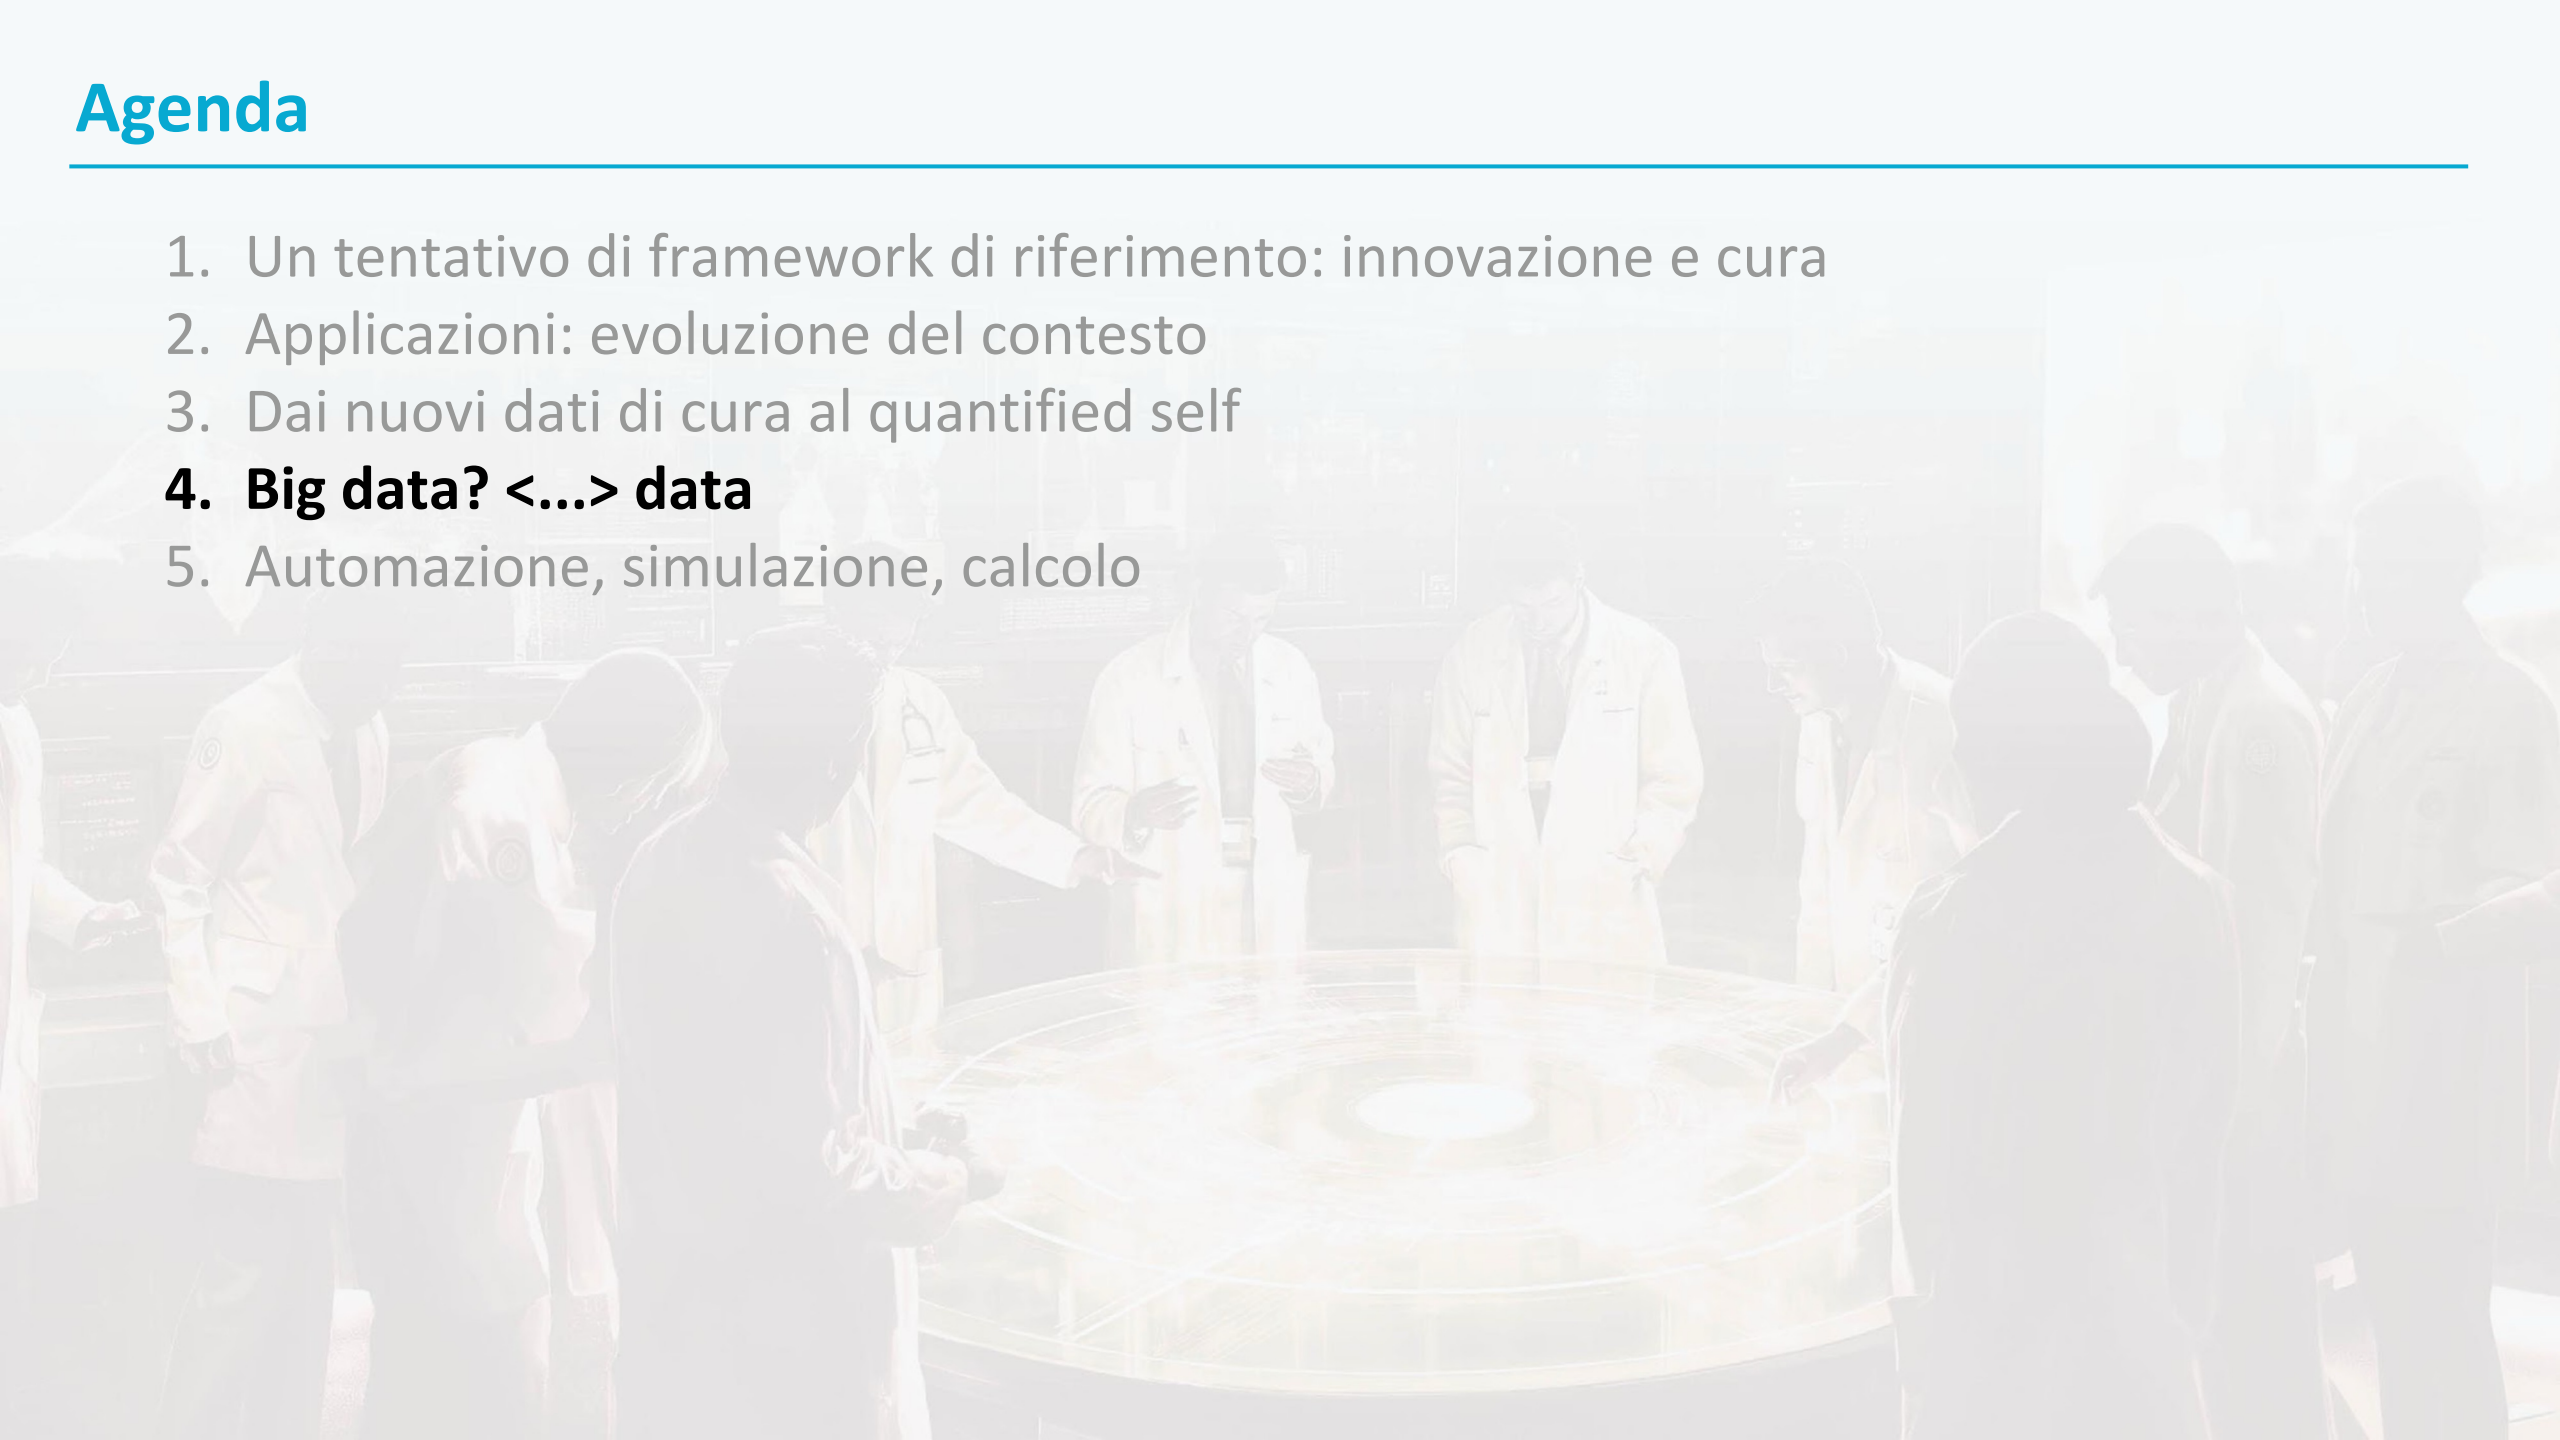 Agenda
1. Un tentativo di framework di riferimento: innovazione e cura
2. Applicazioni: evoluzione del contesto
3. Dai nuovi dati di cura al quantified self
4. Big data? <...> data
5. Automazione, simulazione, calcolo